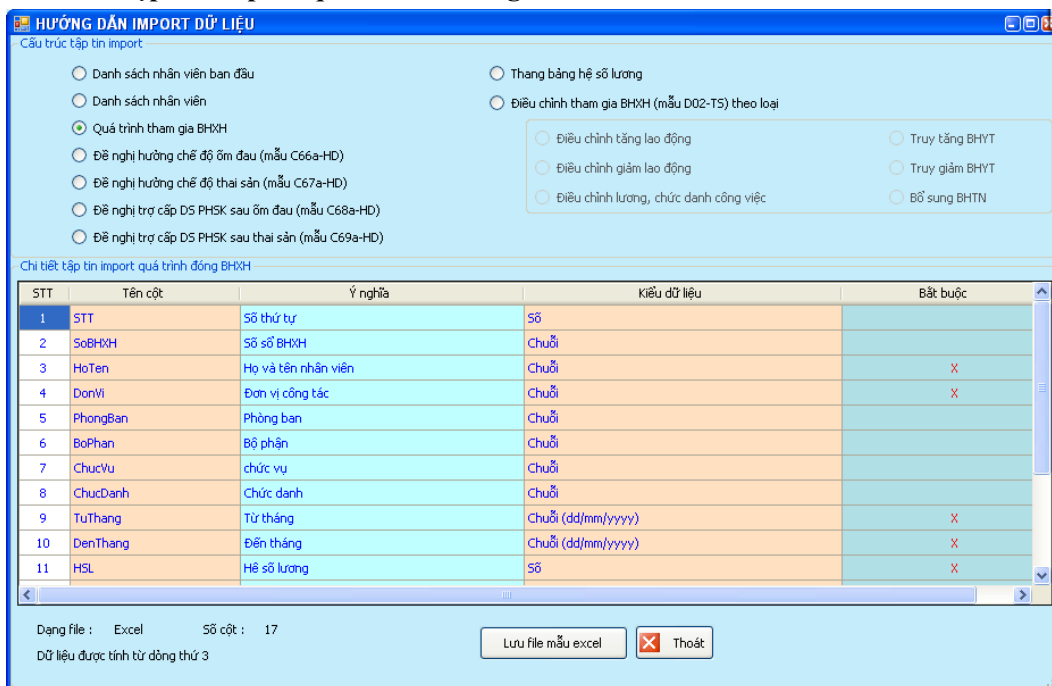 HƯỚNG DẪN IMPORT DỮ LIỆU
Cấu trúc tập tin import
Danh sách nhân viên ban đầu
Danh sách nhân viên
Quá trình tham gia BHXH
Đề nghị hưởng chế độ ốm đau (mẫu C66a-HD)
Đề nghị hưởng chế độ thai sản (mẫu C67a-HD)
Đề nghị trợ cấp DS PHSK sau ốm đau (mẫu C68a-HD)
Đề nghị trợ cấp DS PHSK sau thai sản (mẫu C69a-HD)
Thang bảng hệ số lương
Điều chỉnh tham gia BHXH (mẫu D02-TS) theo loại
Điều chỉnh tăng lao động Truy tăng BHYT
Điều chỉnh giảm lao động Truy giảm BHYT
Điều chỉnh lương, chức danh công việc Bổ sung BHTN
Chi tiết tập tin import quá trình đóng BHXH
STT Tên cột Ý nghĩa Kiểu dữ liệu Bắt buộc
1 STT Số thứ tự Số
2 SoBHXH Số sổ BHXH Chuỗi
3 HoTen Họ và tên nhân viên Chuỗi X
4 DonVi Đơn vị công tác Chuỗi X
5 PhongBan Phòng ban Chuỗi
6 BoPhan Bộ phận Chuỗi
7 ChucVu chức vụ Chuỗi
8 ChucDanh Chức danh Chuỗi
9 TuThang Từ tháng Chuỗi (dd/mm/yyyy) X
10 DenThang Đến tháng Chuỗi (dd/mm/yyyy) X
11 HSL Hệ số lương Số X
Dạng file : Excel Số cột : 17
Dữ liệu được tính từ dòng thứ 3
Lưu file mẫu excel Thoát